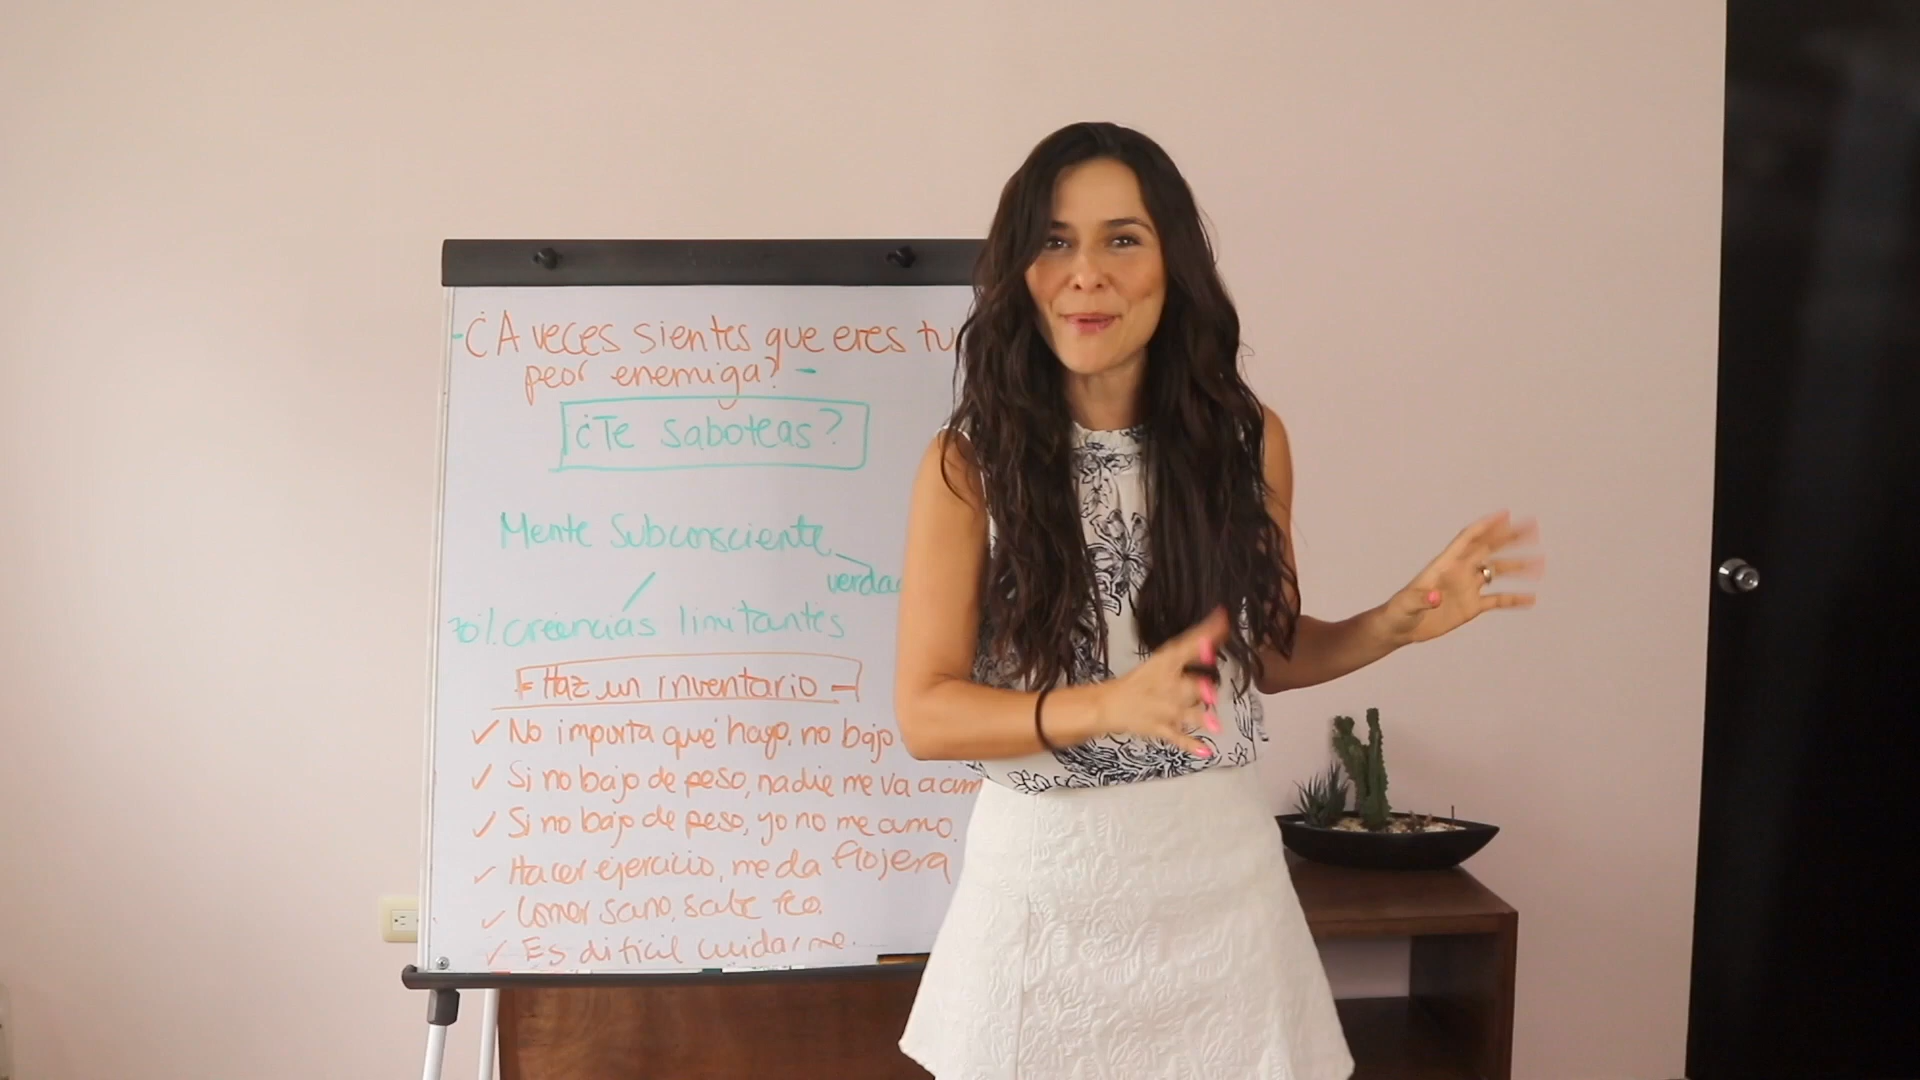 - ¿A veces sientes que eres tu
peor enemiga? -
¿Te saboteas?
Mente Subconsciente
70% creencias limitantes
- Haz un inventario -
✓ No importa qué hago, no bajo
✓ Si no bajo de peso, nadie me va a
✓ Si no bajo de peso, yo no me amo.
✓ Hacer ejercicio, me da flojera
✓ Comer sano, sabe feo.
✓ Es difícil cuidarme.